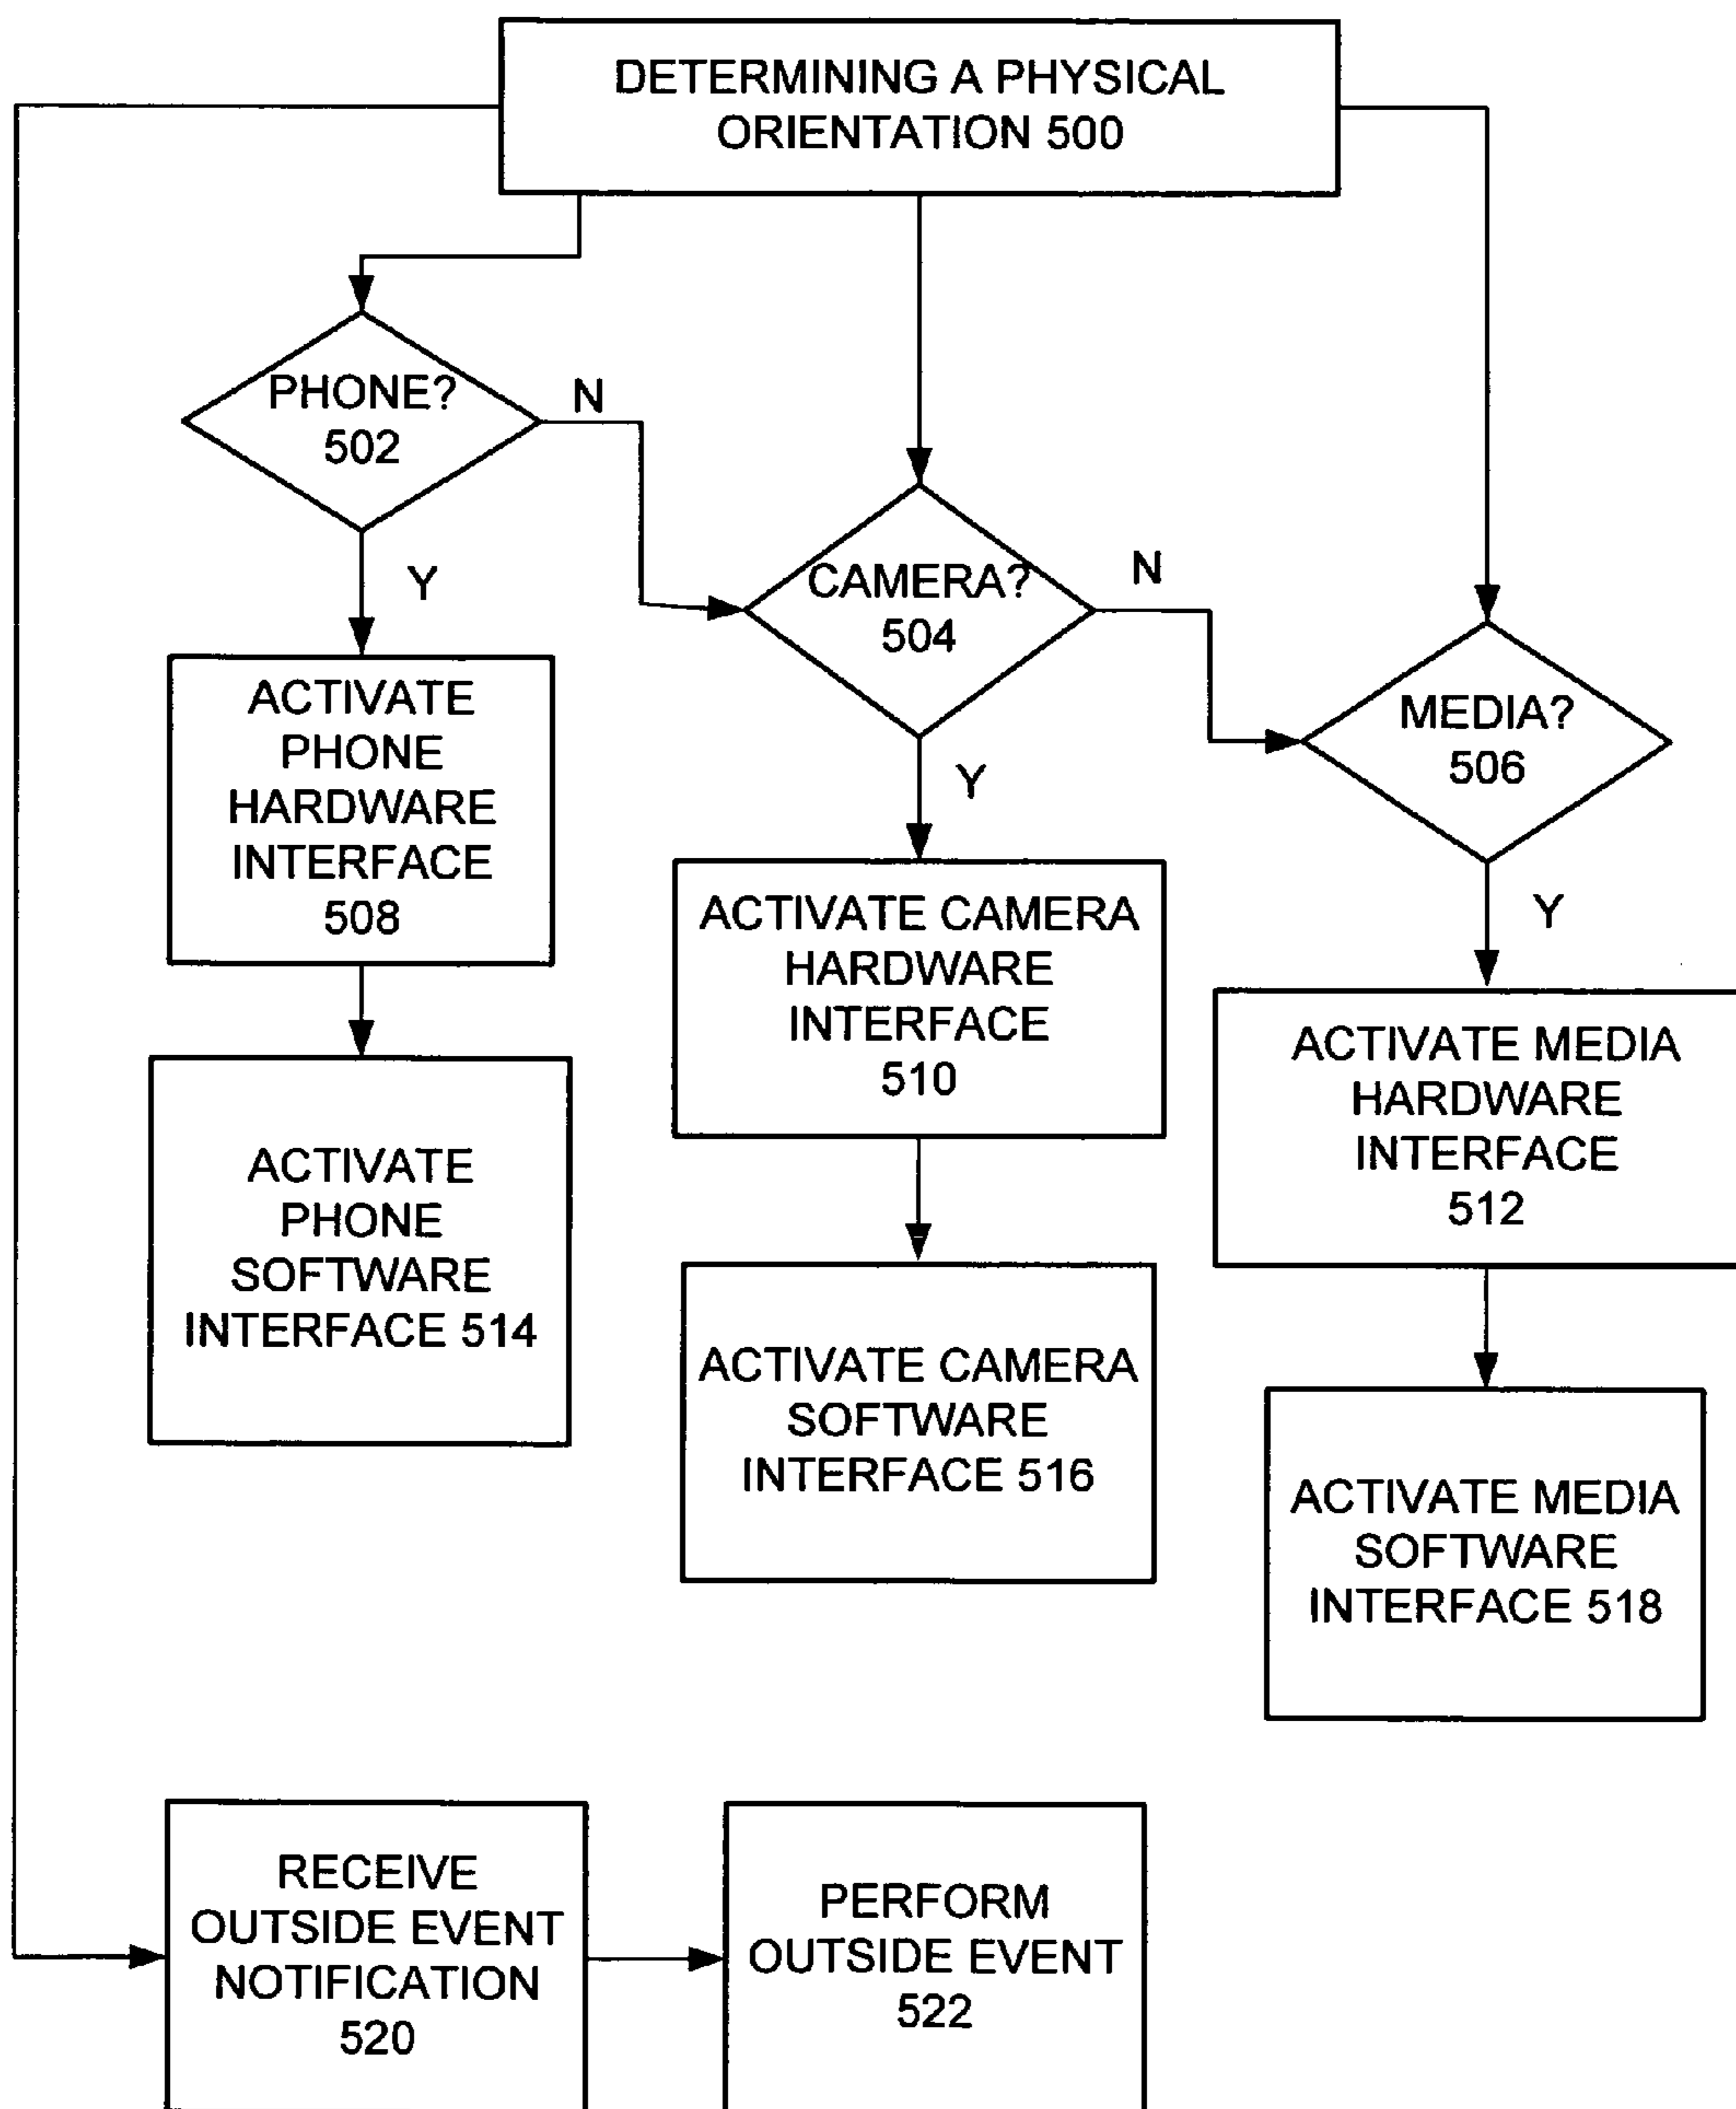 DETERMINING A PHYSICAL
ORIENTATION 500
PHONE?
502
N
Y
CAMERA?
504
N
Y
MEDIA?
506
Y
ACTIVATE
PHONE
HARDWARE
INTERFACE
508
ACTIVATE CAMERA
HARDWARE
INTERFACE
510
ACTIVATE MEDIA
HARDWARE
INTERFACE
512
ACTIVATE
PHONE
SOFTWARE
INTERFACE 514
ACTIVATE CAMERA
SOFTWARE
INTERFACE 516
ACTIVATE MEDIA
SOFTWARE
INTERFACE 518
RECEIVE
OUTSIDE EVENT
NOTIFICATION
520
PERFORM
OUTSIDE EVENT
522